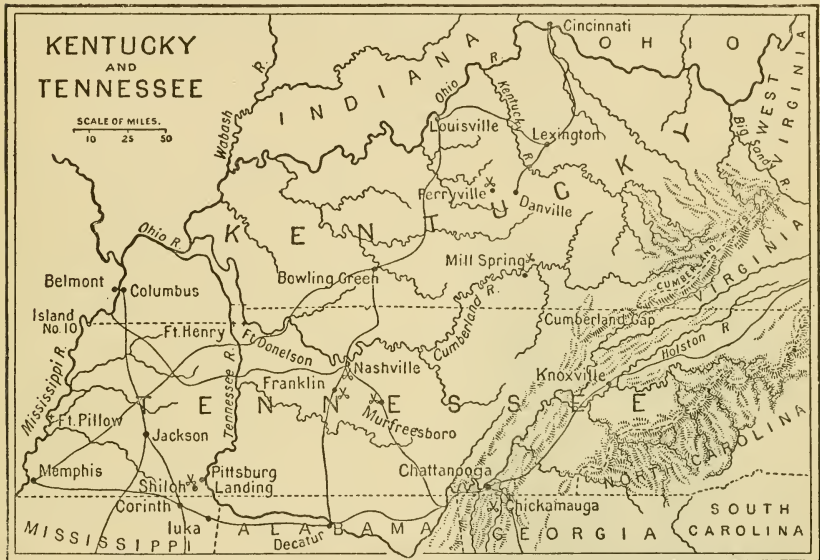 KENTUCKY
AND
TENNESSEE
SCALE OF MILES.
10 25 50
Cincinnati
OHIO
INDIANA
Wabash R.
Ohio R.
Kentucky R.
Louisville
Lexington
Big Sandy R.
WEST VIRGINIA
Perryville
Danville
KENTUCKY
Ohio R.
Mill Spring
Bowling Green
CUMBERLAND MTS.
VIRGINIA
Belmont
Columbus
Island
No. 10
Ft. Henry
Ft. Donelson
Cumberland R.
Cumberland Gap
Holston R
Mississippi R.
Tennessee R.
Nashville
Franklin
Knoxville
TENNESSEE
Ft. Pillow
Murfreesboro
Jackson
NORTH CAROLINA
Memphis
Shiloh
Pittsburg
Landing
Chattanooga
Corinth
Chickamauga
Iuka
Decatur
MISSISSIPPI
ALABAMA
GEORGIA
SOUTH
CAROLINA